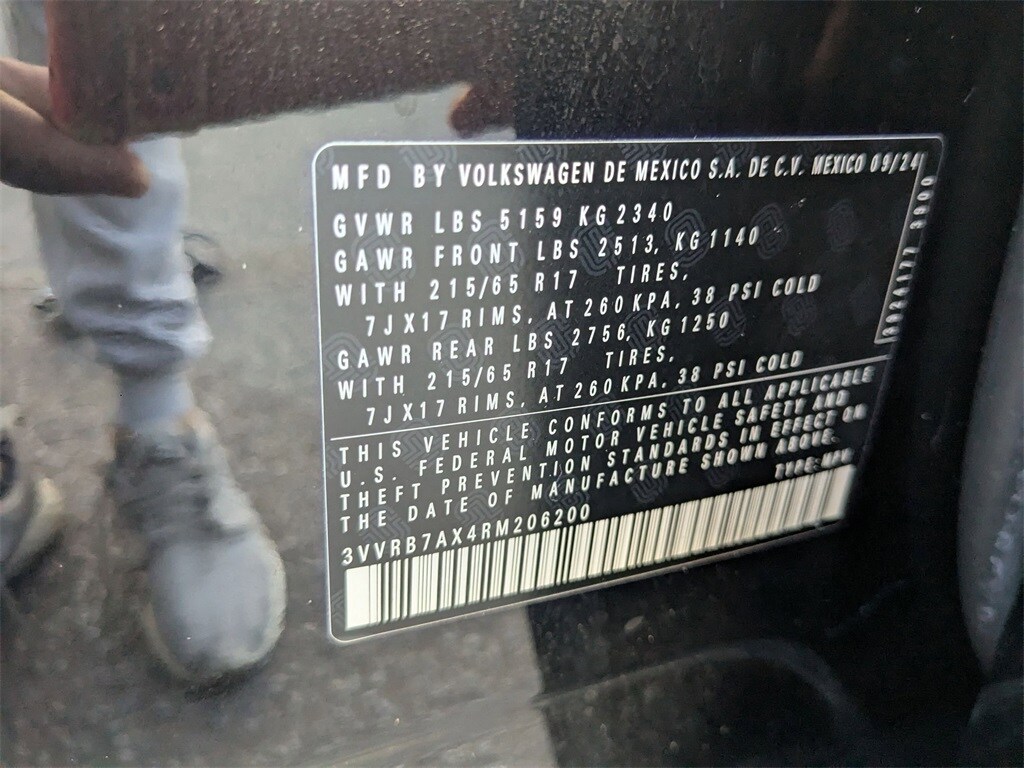 MFD BY VOLKSWAGEN DE MEXICO S.A. DE C.V. MEXICO 09/24
GVWR LBS 5159 KG 2340
GAWR FRONT LBS 2513, KG 1140
WITH 215/65 R17 TIRES,
7JX17 RIMS, AT 260 KPA, 38 PSI COLD
GAWR REAR LBS 2756, KG 1250
WITH 215/65 R17 TIRES,
7JX17 RIMS, AT 260 KPA, 38 PSI COLD
THIS VEHICLE CONFORMS TO ALL APPLICABLE
U.S. FEDERAL MOTOR VEHICLE SAFETY AND
THEFT PREVENTION STANDARDS IN EFFECT ON
THE DATE OF MANUFACTURE SHOWN ABOVE.
TYPE: MPV
3VVRB7AX4RM206200